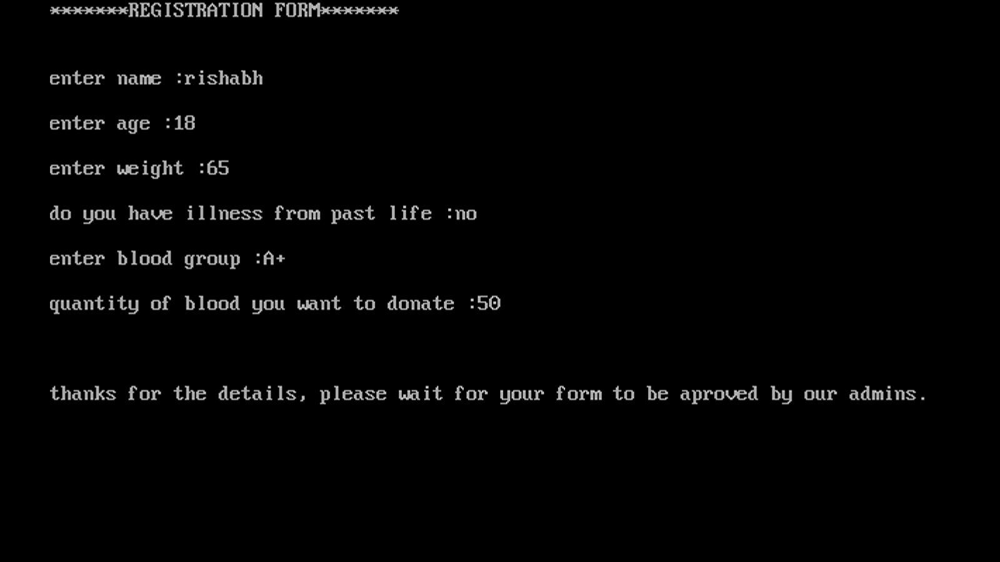 *******REGISTRATION FORM*******
enter name :rishabh
enter age :18
enter weight :65
do you have illness from past life :no
enter blood group :A+
quantity of blood you want to donate :50
thanks for the details, please wait for your form to be aproved by our admins.